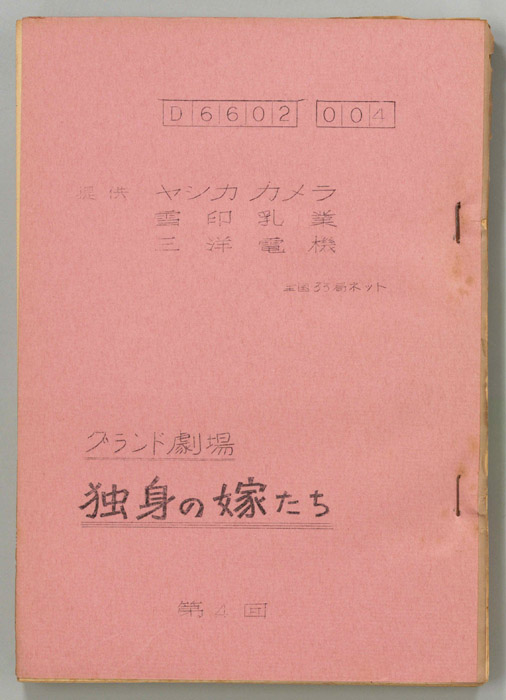 D6602 004
提供 ヤシカ カメラ
雪印乳業
三洋電機
全国33局ネット
グランド劇場
独身の嫁たち
第4回